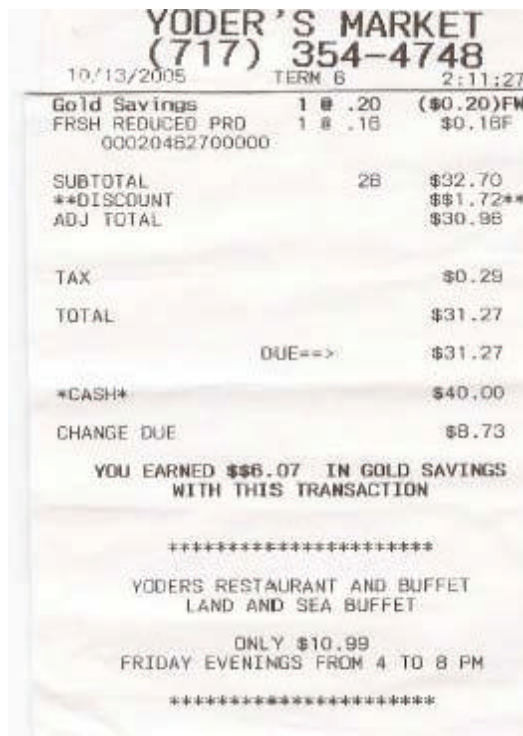 YODER'S MARKET
(717) 354-4748
10/13/2005 TERM 6 2:11:27
Gold Savings 1 @ .20 ($0.20)FW
FRSH REDUCED PRD 1 @ .16 $0.16F
00020482700000
SUBTOTAL 28 $32.70
**DISCOUNT $$1.72**
ADJ TOTAL $30.98
TAX $0.29
TOTAL $31.27
DUE==> $31.27
*CASH* $40.00
CHANGE DUE $8.73
YOU EARNED $$6.07 IN GOLD SAVINGS
WITH THIS TRANSACTION
***********************
YODERS RESTAURANT AND BUFFET
LAND AND SEA BUFFET
ONLY $10.99
FRIDAY EVENINGS FROM 4 TO 8 PM
***********************